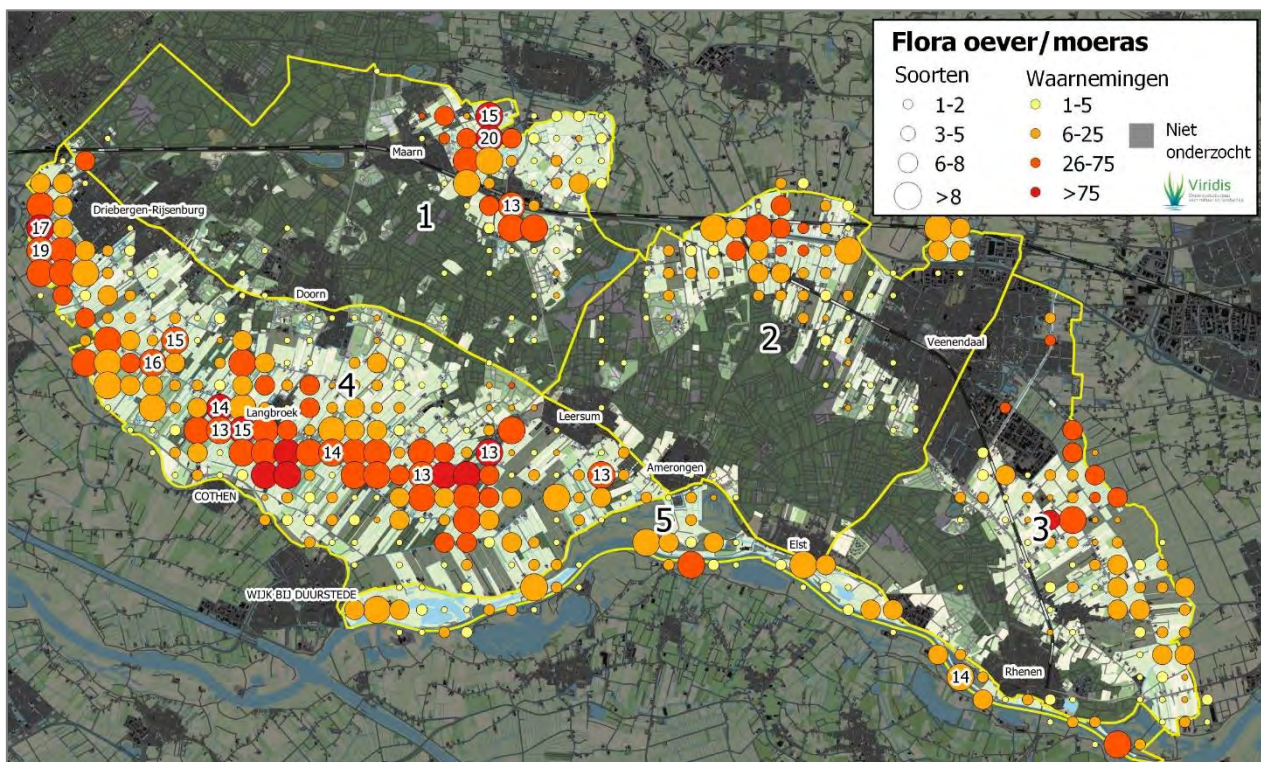 Flora oever/moeras
Soorten
1-2
3-5
6-8
>8
Waarnemingen
1-5
6-25
26-75
>75
Niet
onderzocht
Viridis
15
20
Maarn
13
1
Driebergen-Rijsenburg
17
19
Doorn
2
Veenendaal
15
16
4
14
Langbroek
13
15
14
Leersum
13
13
13
Amerongen
COTHEN
5
3
Elst
WIJK BIJ DUURSTEDE
Rhenen
14